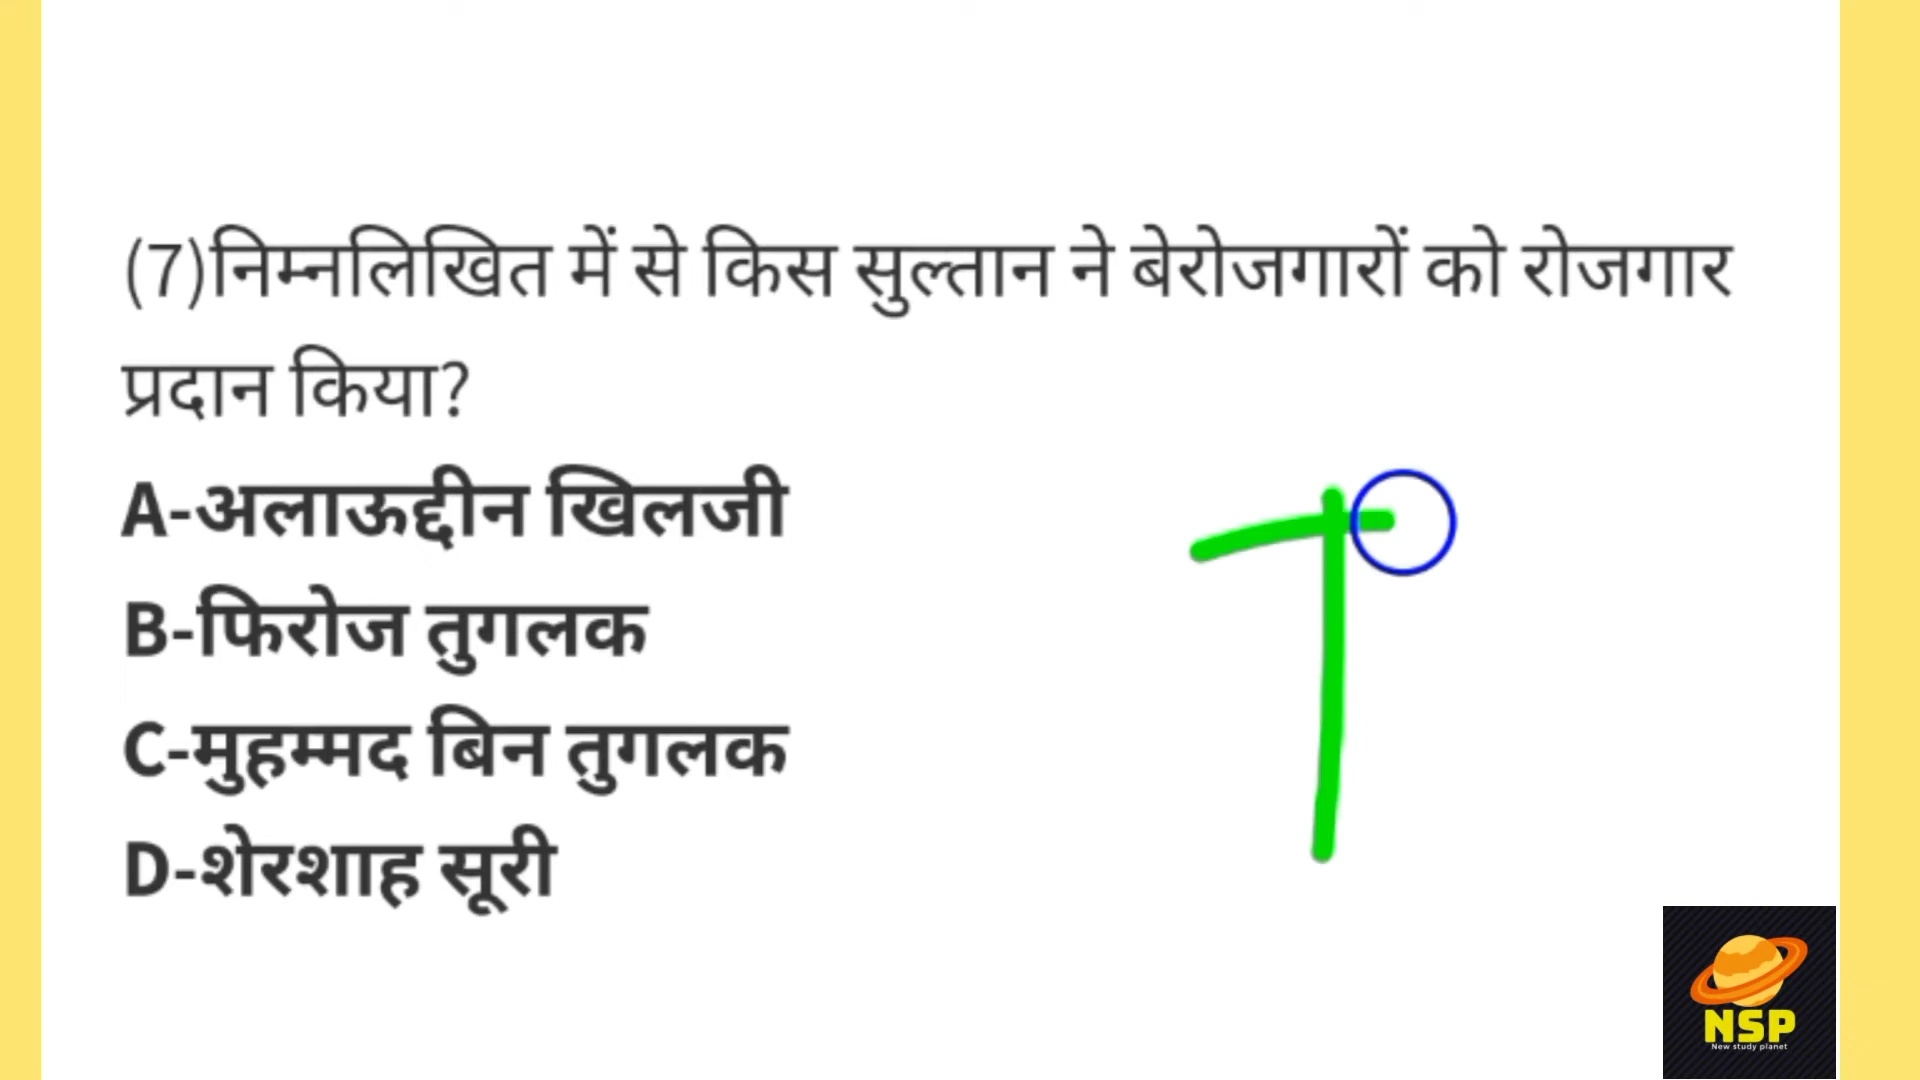 (7)निम्नलिखित में से किस सुल्तान ने बेरोजगारों को रोजगार
प्रदान किया?
A-अलाऊद्दीन खिलजी
B-फिरोज तुगलक
C-मुहम्मद बिन तुगलक
D-शेरशाह सूरी
NSP
New study planet